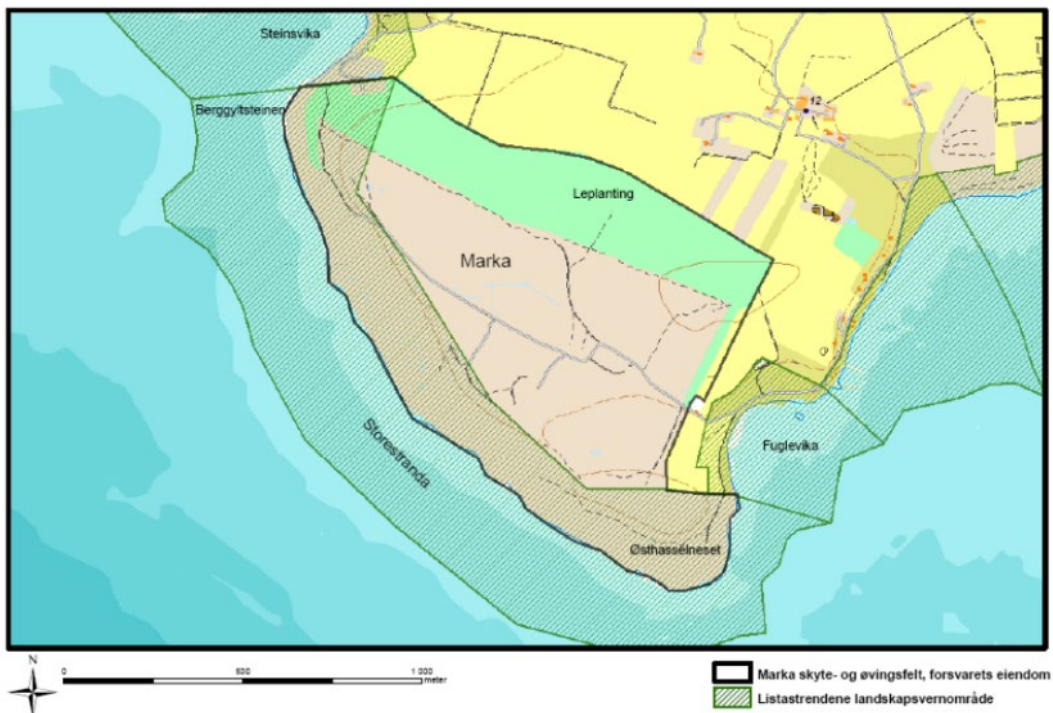 Steinsvika
12
Berggyltsteinen
Leplanting
Marka
Storestranda
Fuglevika
Østhasselneset
N
0 500 1 000
meter
Marka skyte- og øvingsfelt, forsvarets eiendom
Listastrendene landskapsvernområde